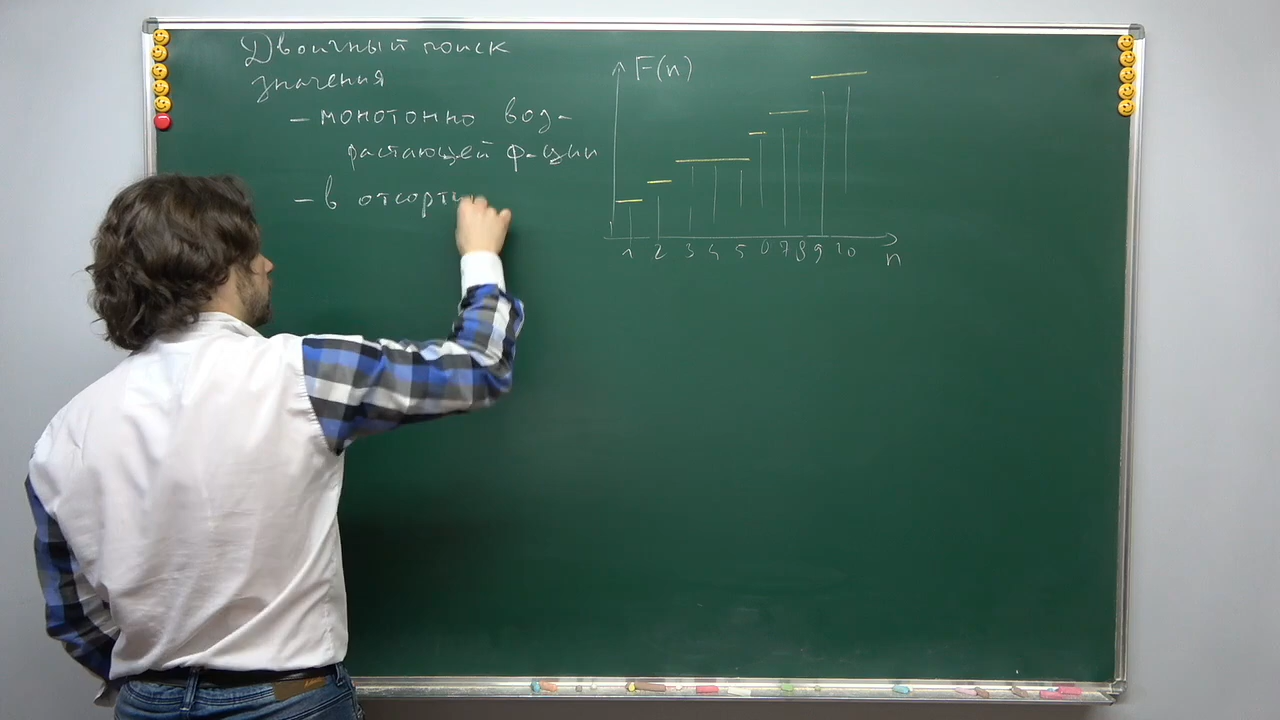 Двоичный поиск
значения
- монотонно воз-
растающей ф-ции
- в отсорти
F(n)
1 2 3 4 5 6 7 8 9 10
n